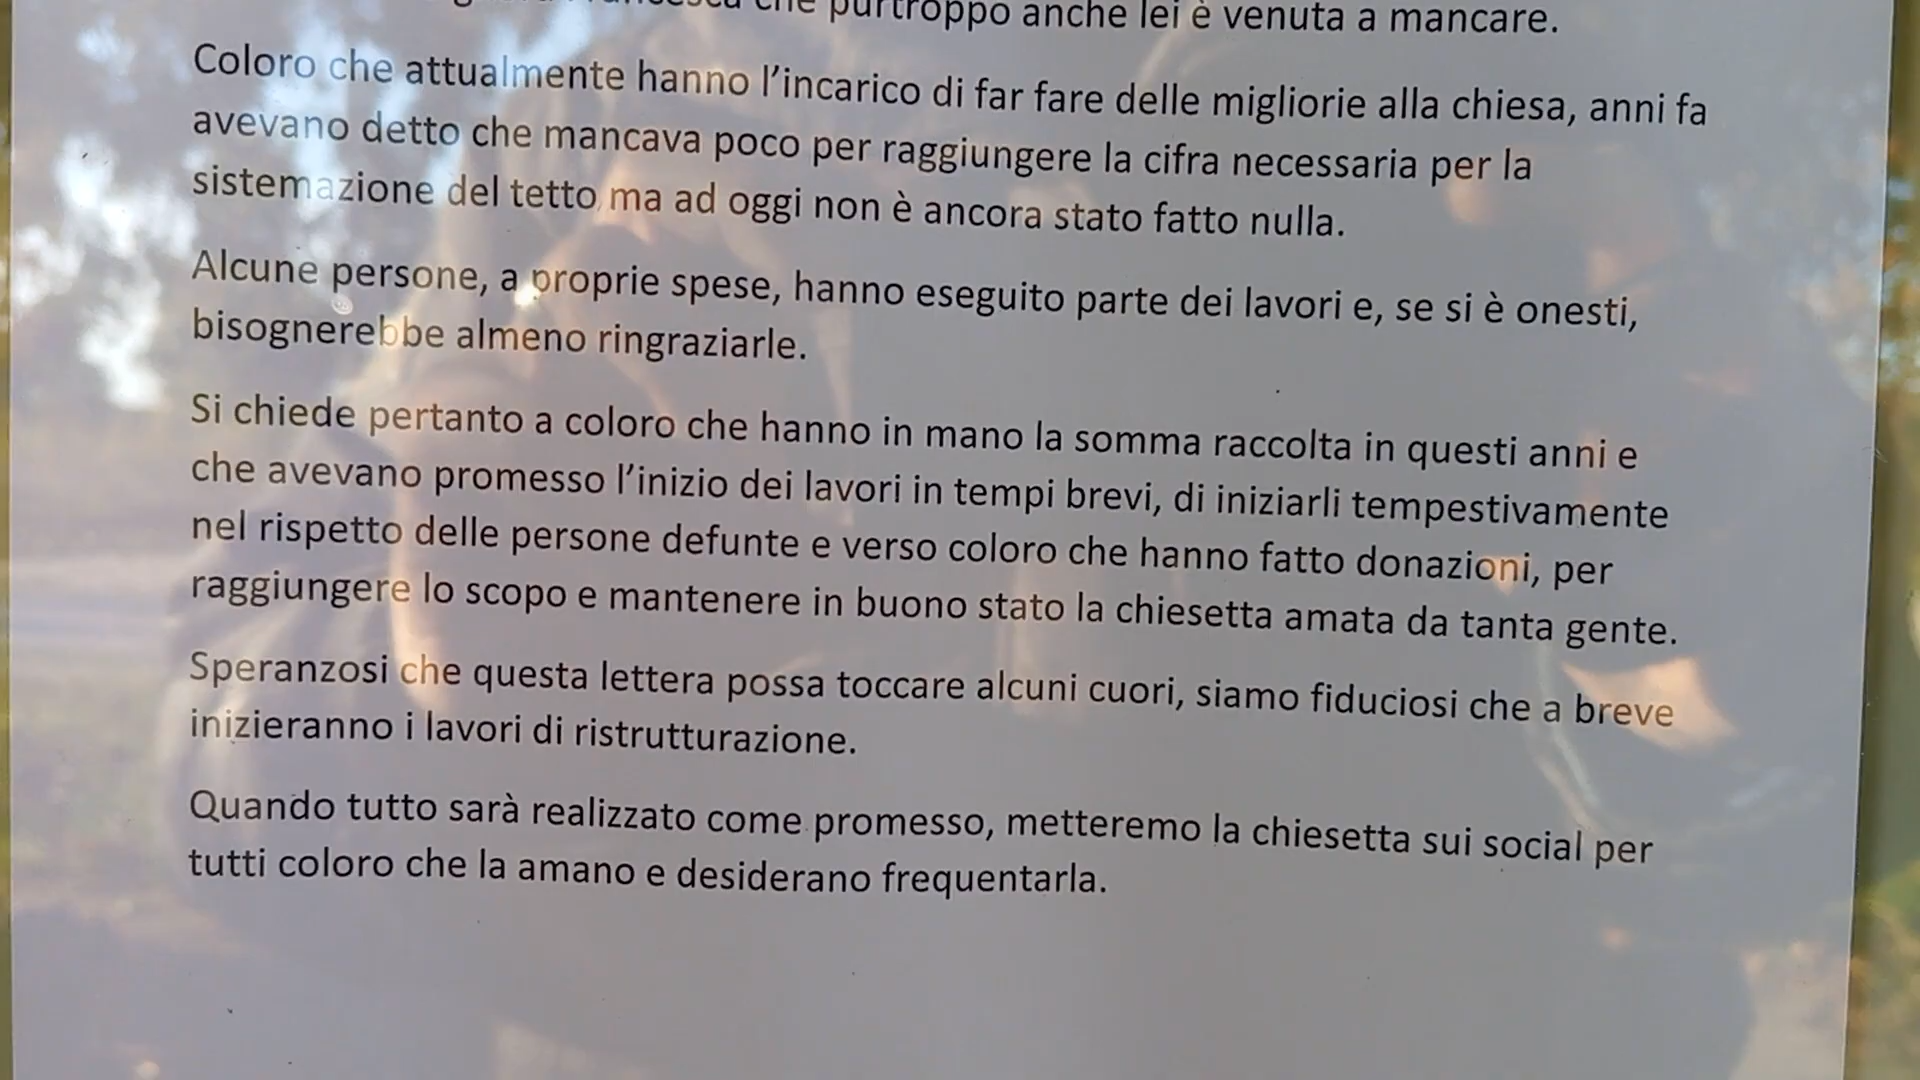 che purtroppo anche lei è venuta a mancare.
Coloro che attualmente hanno l'incarico di far fare delle migliorie alla chiesa, anni fa
avevano detto che mancava poco per raggiungere la cifra necessaria per la
sistemazione del tetto ma ad oggi non è ancora stato fatto nulla.
Alcune persone, a proprie spese, hanno eseguito parte dei lavori e, se si è onesti,
bisognerebbe almeno ringraziarle.
Si chiede pertanto a coloro che hanno in mano la somma raccolta in questi anni e
che avevano promesso l'inizio dei lavori in tempi brevi, di iniziarli tempestivamente
nel rispetto delle persone defunte e verso coloro che hanno fatto donazioni, per
raggiungere lo scopo e mantenere in buono stato la chiesetta amata da tanta gente.
Speranzosi che questa lettera possa toccare alcuni cuori, siamo fiduciosi che a breve
inizieranno i lavori di ristrutturazione.
Quando tutto sarà realizzato come promesso, metteremo la chiesetta sui social per
tutti coloro che la amano e desiderano frequentarla.